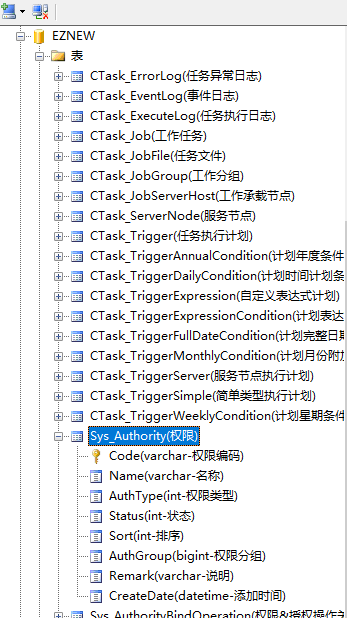 EZNEW
表
CTask_ErrorLog(任务异常日志)
CTask_EventLog(事件日志)
CTask_ExecuteLog(任务执行日志)
CTask_Job(工作任务)
CTask_JobFile(任务文件)
CTask_JobGroup(工作分组)
CTask_JobServerHost(工作承载节点)
CTask_ServerNode(服务节点)
CTask_Trigger(任务执行计划)
CTask_TriggerAnnualCondition(计划年度条件
CTask_TriggerDailyCondition(计划时间计划条
CTask_TriggerExpression(自定义表达式计划)
CTask_TriggerExpressionCondition(计划表达
CTask_TriggerFullDateCondition(计划完整日期
CTask_TriggerMonthlyCondition(计划月份附加
CTask_TriggerServer(服务节点执行计划)
CTask_TriggerSimple(简单类型执行计划)
CTask_TriggerWeeklyCondition(计划星期条件
Sys_Authority(权限)
Code(varchar-权限编码)
Name(varchar-名称)
AuthType(int-权限类型)
Status(int-状态)
Sort(int-排序)
AuthGroup(bigint-权限分组)
Remark(varchar-说明)
CreateDate(datetime-添加时间)
Sys_AuthorityBindOperation(权限&授权操作关